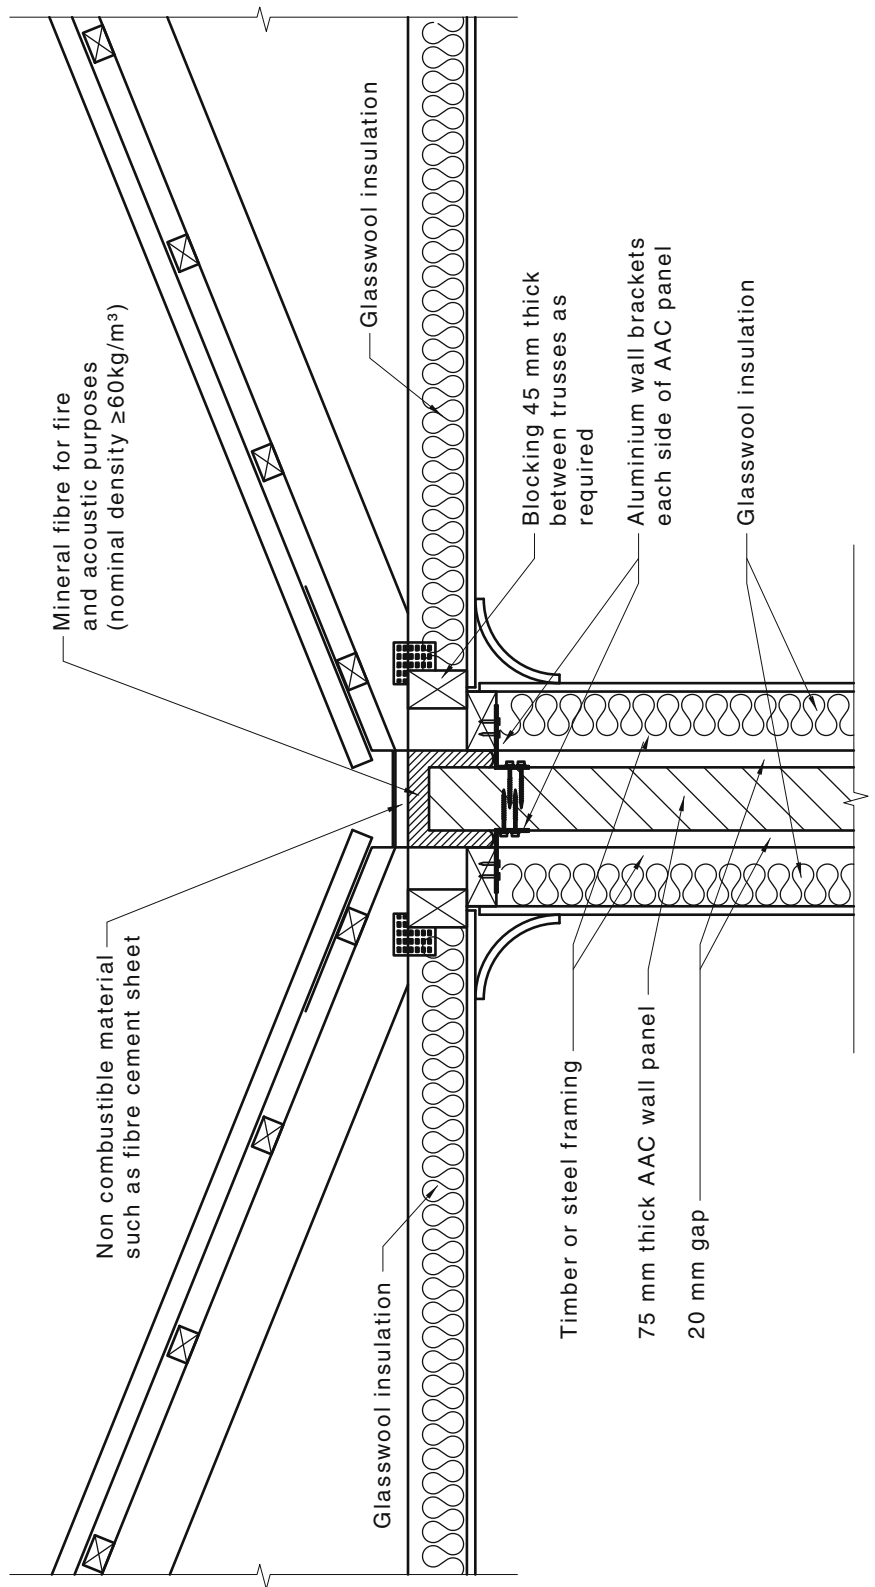 Mineral fibre for fire
and acoustic purposes
(nominal density ≥60kg/m³)
Non combustible material
such as fibre cement sheet
Glasswool insulation
Glasswool insulation
Blocking 45 mm thick
between trusses as
required
Aluminium wall brackets
each side of AAC panel
Glasswool insulation
Timber or steel framing
75 mm thick AAC wall panel
20 mm gap